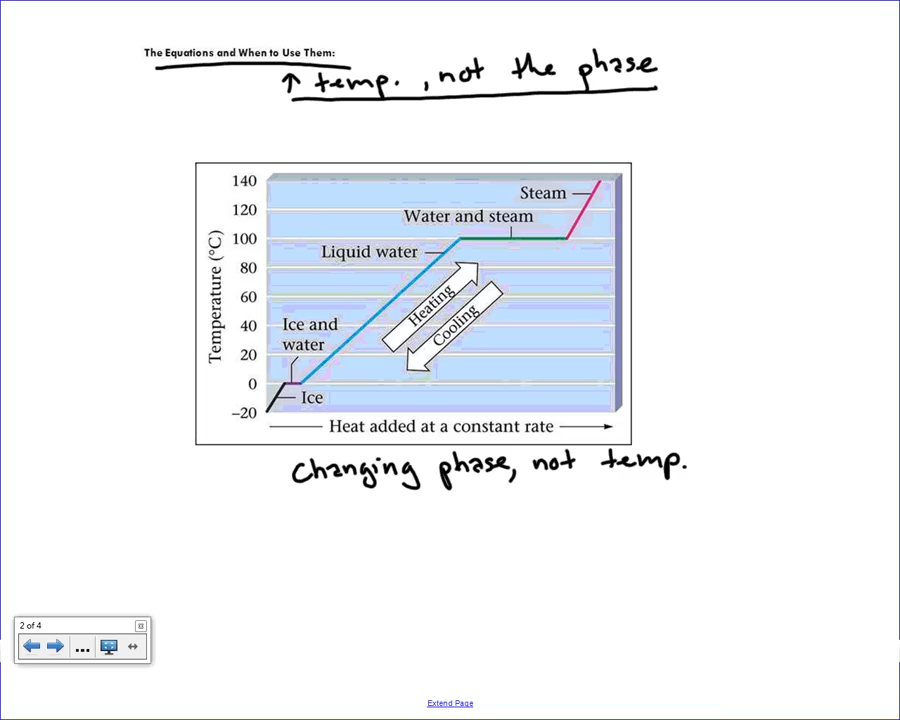 The Equations and When to Use Them:
↑ temp., not the phase
140
120
100
80
60
40
20
0
−20
Temperature (°C)
Steam
Water and steam
Liquid water
Heating
Cooling
Ice and
water
Ice
Heat added at a constant rate
changing phase, not temp.
2 of 4
...
Extend Page